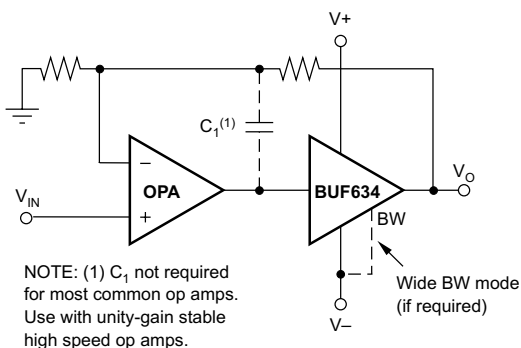 V+
C1(1)
OPA
BUF634
VO
–
+
VIN
BW
NOTE: (1) C1 not required
for most common op amps.
Use with unity-gain stable
high speed op amps.
Wide BW mode
(if required)
V–